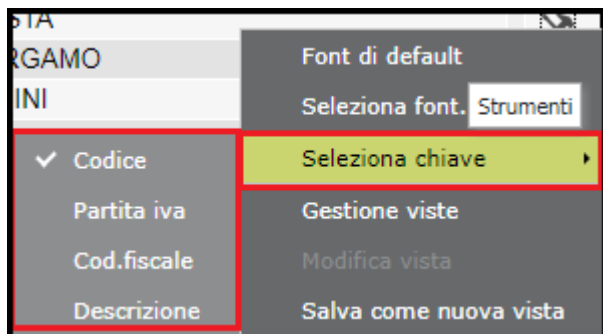 STA
RGAMO
INI
Font di default
Seleziona font.
Strumenti
Seleziona chiave
Gestione viste
Modifica vista
Salva come nuova vista
Codice
Partita iva
Cod.fiscale
Descrizione